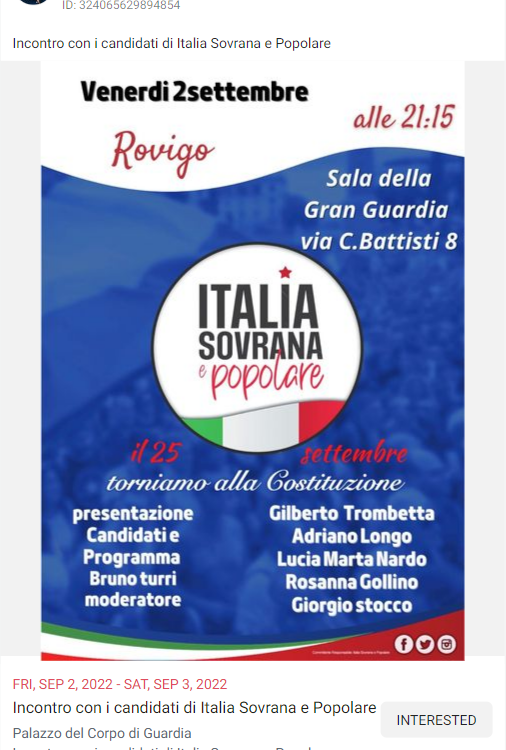 ID: 324065629894854
Incontro con i candidati di Italia Sovrana e Popolare
Venerdi 2settembre
alle 21:15
Rovigo
Sala della
Gran Guardia
via C.Battisti 8
ITALIA
SOVRANA
e popolare
il 25 settembre
torniamo alla Costituzione
presentazione
Candidati e
Programma
Bruno turri
moderatore
Gilberto Trombetta
Adriano Longo
Lucia Marta Nardo
Rosanna Gollino
Giorgio stocco
FRI, SEP 2, 2022 - SAT, SEP 3, 2022
Incontro con i candidati di Italia Sovrana e Popolare
INTERESTED
Palazzo del Corpo di Guardia